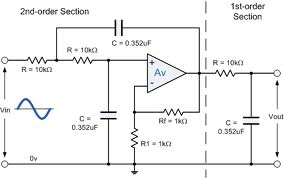 2nd-order Section
1st-order
Section
C = 0.352uF
R = 10kΩ
R = 10kΩ
+
Av
-
R = 10kΩ
Vin
C =
0.352uF
Rf = 1kΩ
R1 = 1kΩ
C =
0.352uF
Vout
0v